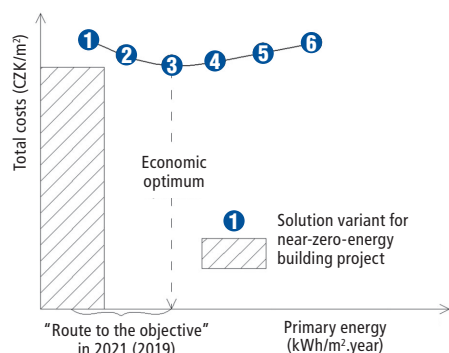 Total costs (CZK/m²)
1
2
3
4
5
6
Economic
optimum
1
Solution variant for
near-zero-energy
building project
"Route to the objective"
in 2021 (2019)
Primary energy
(kWh/m².year)